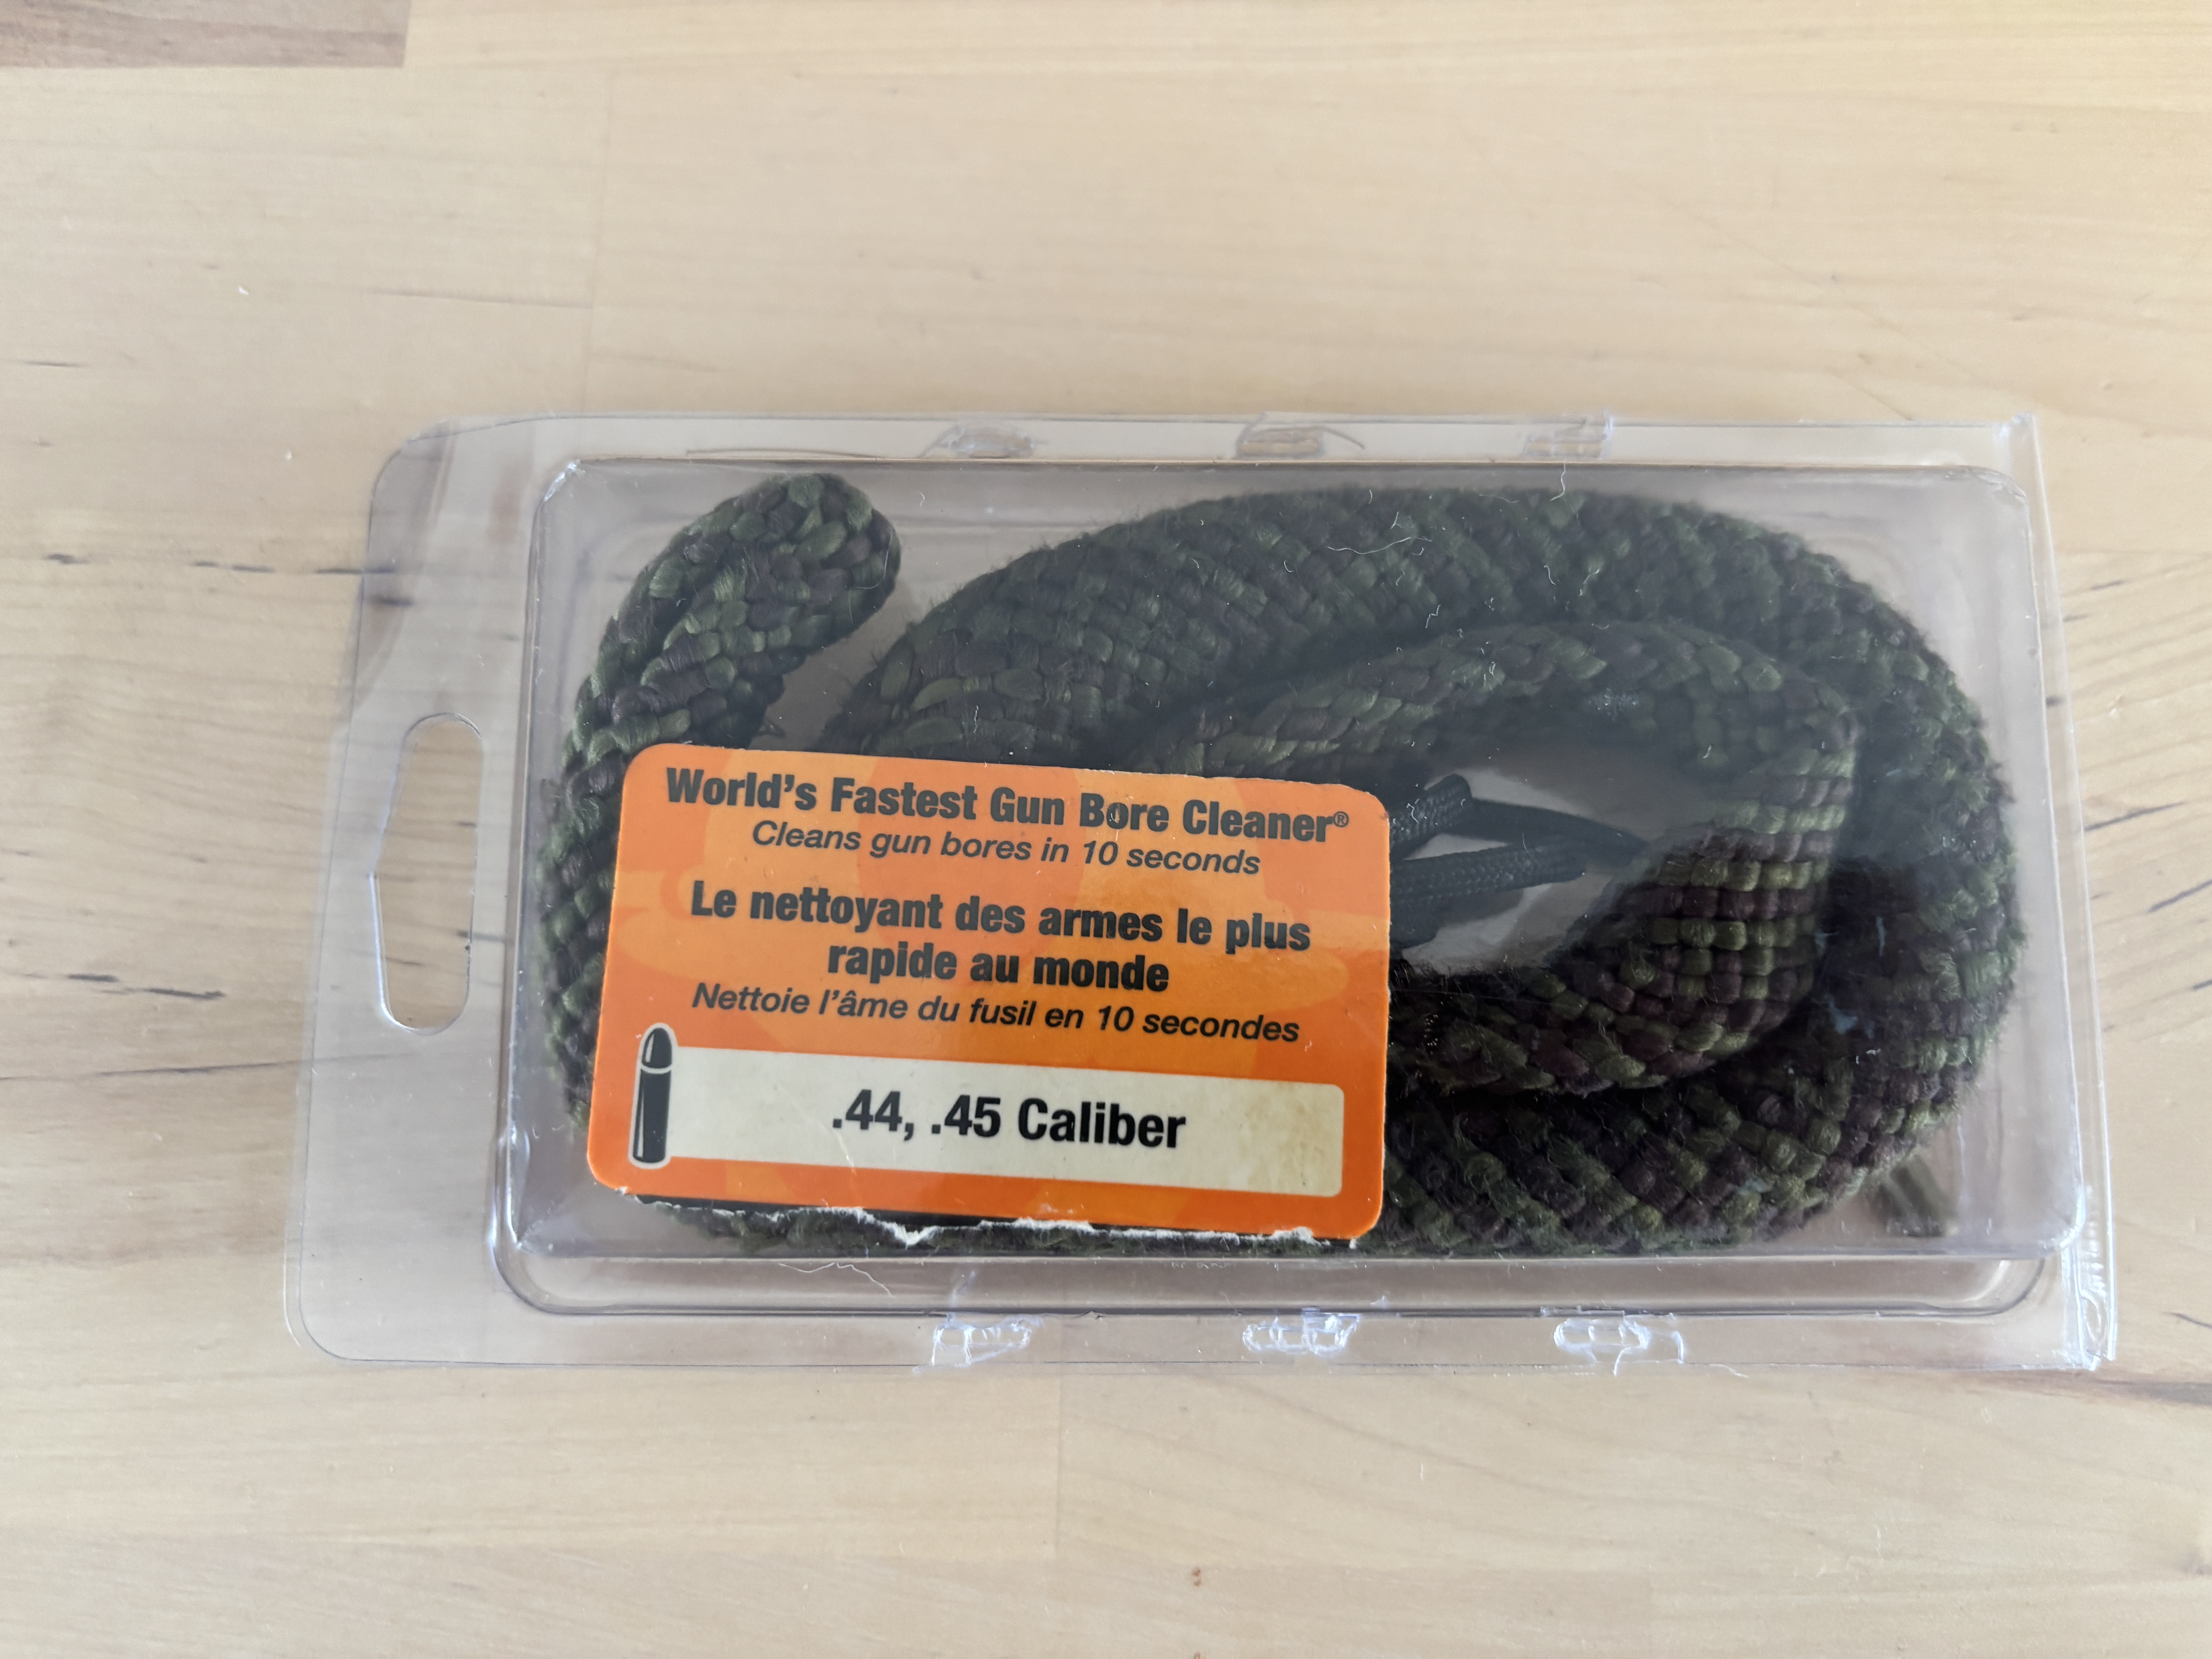 World's Fastest Gun Bore Cleaner®
Cleans gun bores in 10 seconds
Le nettoyant des armes le plus
rapide au monde
Nettoie l'âme du fusil en 10 secondes
.44, .45 Caliber